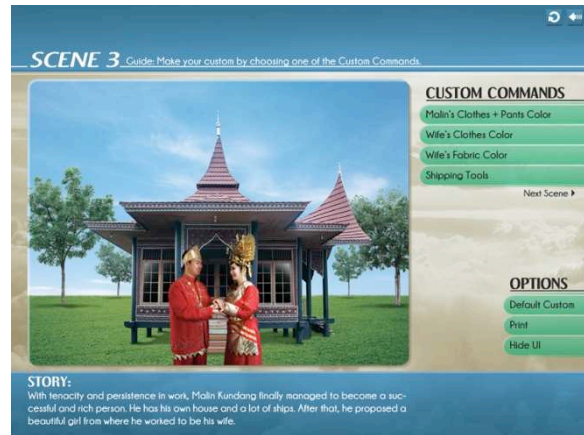 SCENE 3 Guide: Make your custom by choosing one of the Custom Commands.
CUSTOM COMMANDS
Malin's Clothes + Pants Color
Wife's Clothes Color
Wife's Fabric Color
Shipping Tools
Next Scene
OPTIONS
Default Custom
Print
Hide UI
STORY:
With tenacity and persistence in work, Malin Kundang finally managed to become a suc-
cessful and rich person. He has his own house and a lot of ships. After that, he proposed a
beautiful girl from where he worked to be his wife.